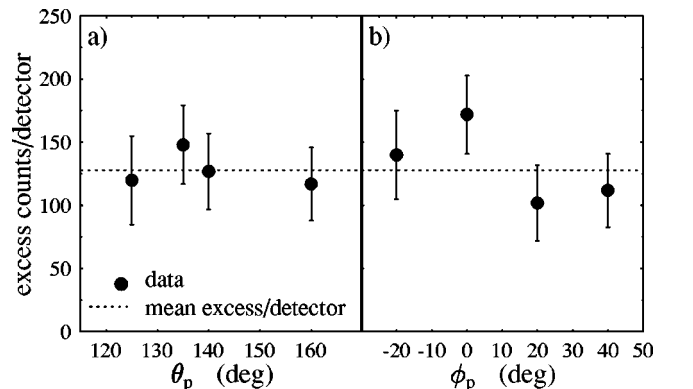 a)
b)
250
200
150
100
50
0
excess counts/detector
data
mean excess/detector
120 130 140 150 160
-20 -10 0 10 20 30 40 50
θp (deg)
ϕp (deg)